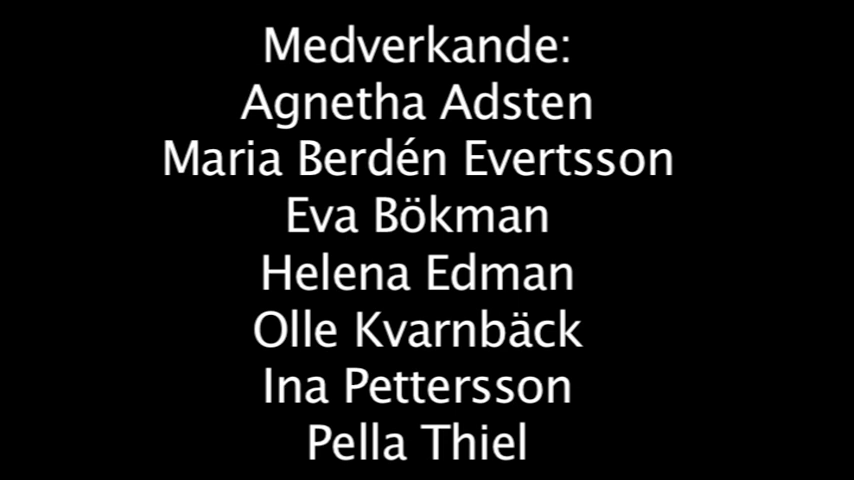 Medverkande:
Agnetha Adsten
Maria Berdén Evertsson
Eva Bökman
Helena Edman
Olle Kvarnbäck
Ina Pettersson
Pella Thiel